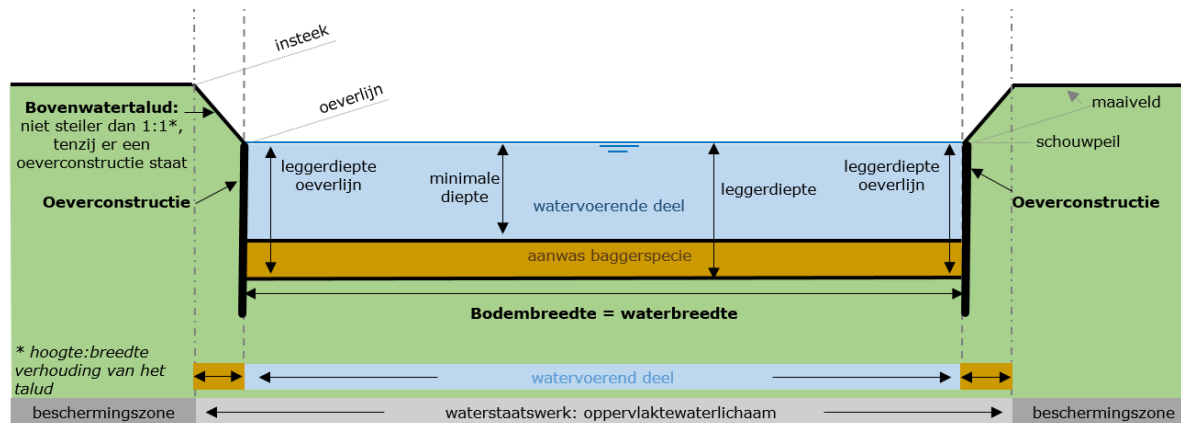 insteek
oeverlijn
Bovenwatertalud:
niet steiler dan 1:1*,
tenzij er een
oeverconstructie staat
Oeverconstructie
leggerdiepte
oeverlijn
minimale
diepte
watervoerende deel
leggerdiepte
leggerdiepte
oeverlijn
maaiveld
schouwpeil
Oeverconstructie
aanwas baggerspecie
Bodembreedte = waterbreedte
* hoogte:breedte
verhouding van het
talud
watervoerend deel
beschermingszone
waterstaatswerk: oppervlaktewaterlichaam
beschermingszone